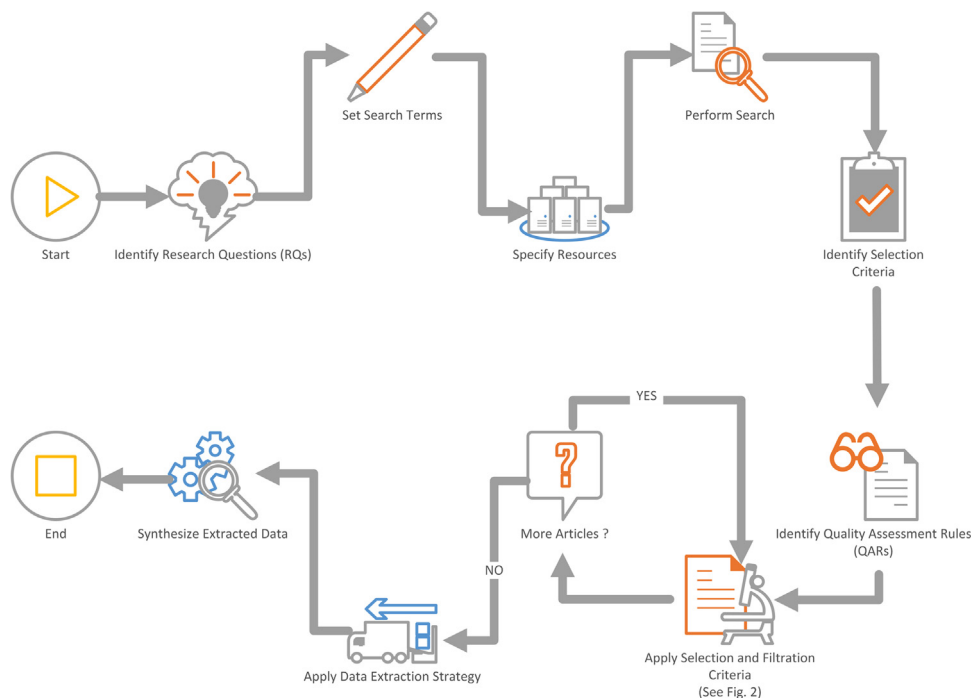 Set Search Terms
Perform Search
Start
Identify Research Questions (RQs)
Specify Resources
Identify Selection
Criteria
YES
End
Synthesize Extracted Data
More Articles ?
Identify Quality Assessment Rules
(QARs)
NO
Apply Data Extraction Strategy
Apply Selection and Filtration
Criteria
(See Fig. 2)